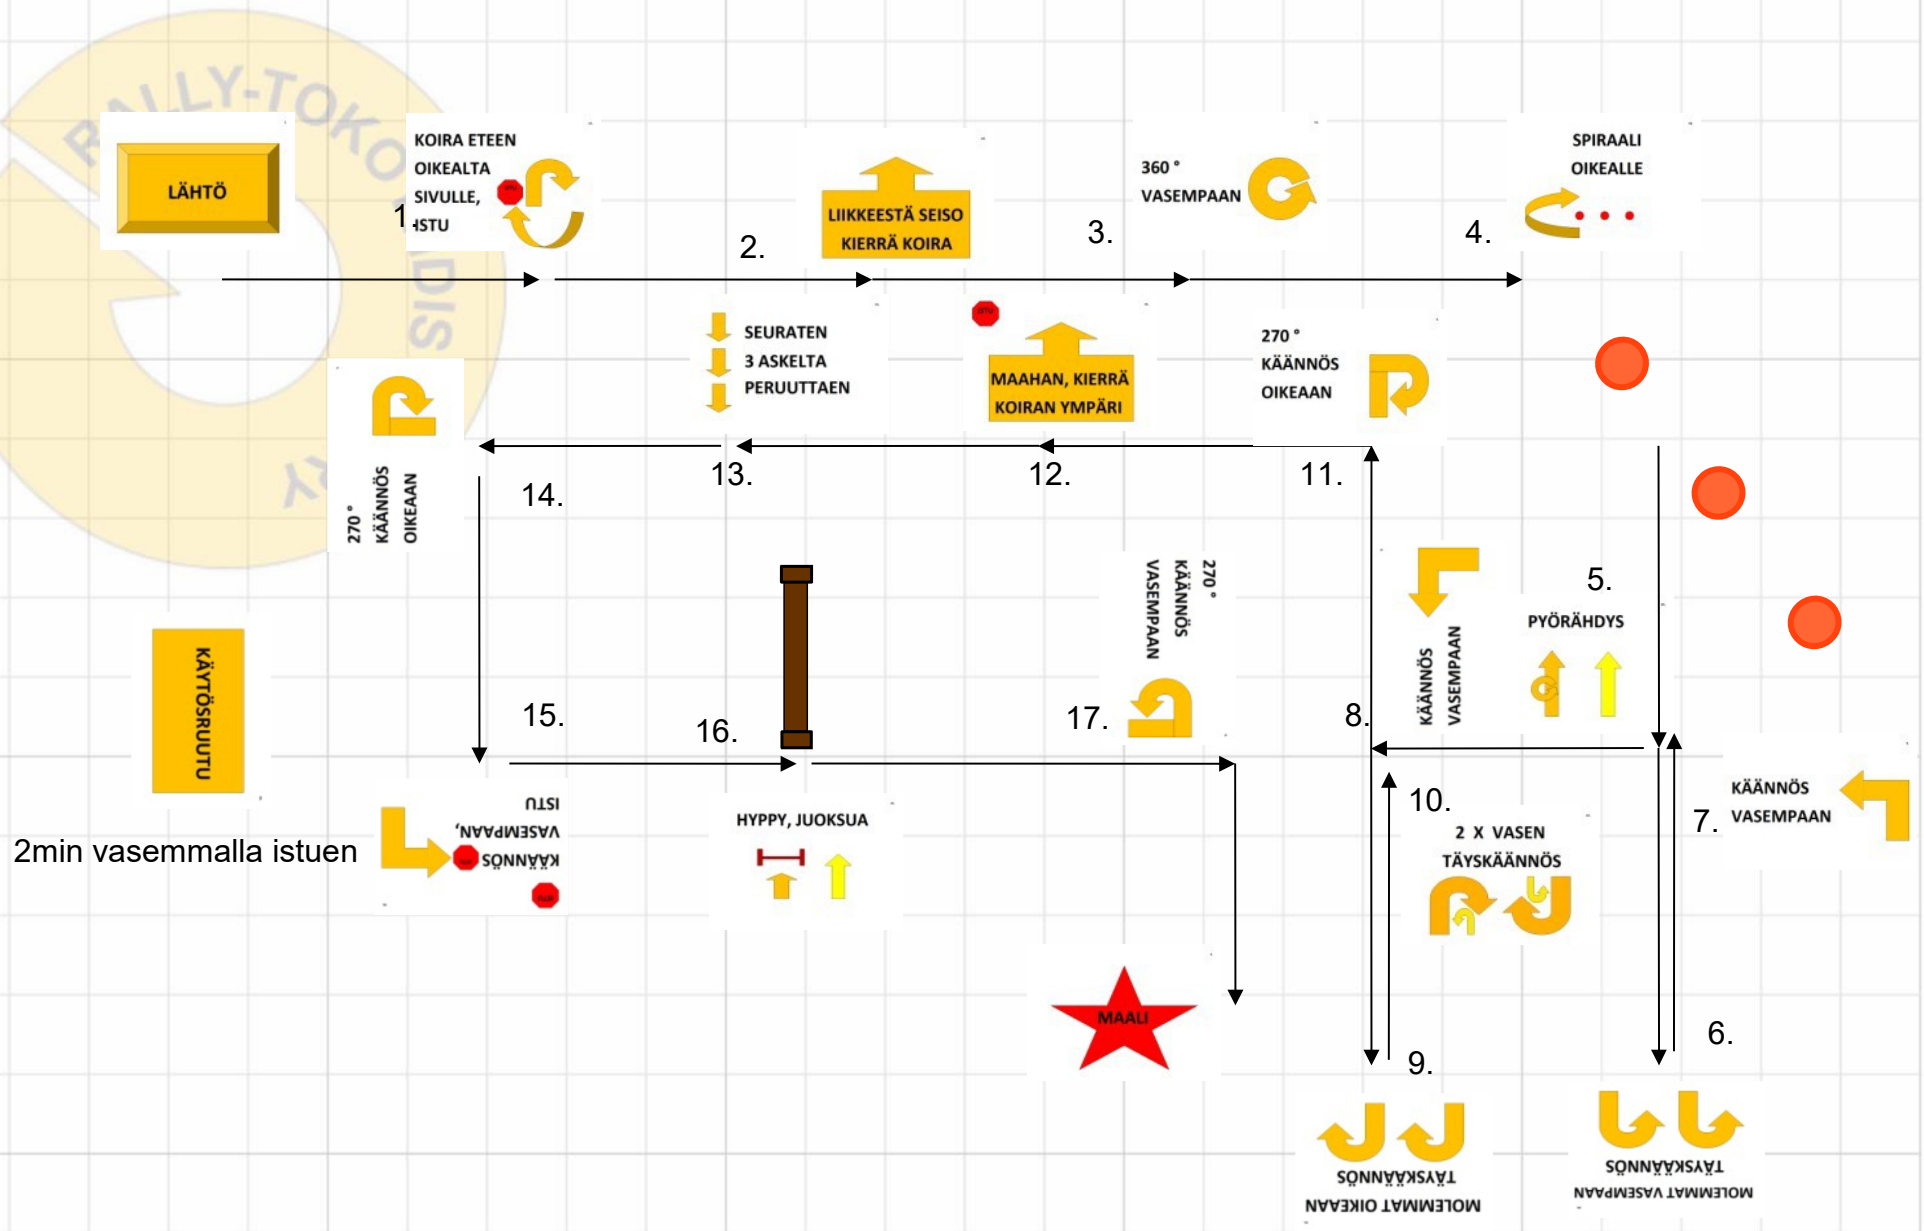 RALLY-TOKO
LÄHTÖ
1.
KOIRA ETEEN
OIKEALTA
SIVULLE,
ISTU
2.
LIIKKEESTÄ SEISO
KIERRÄ KOIRA
3.
360 °
VASEMPAAN
4.
SPIRAALI
OIKEALLE
SEURATEN
3 ASKELTA
PERUUTTAEN
MAAHAN, KIERRÄ
KOIRAN YMPÄRI
270 °
KÄÄNNÖS
OIKEAAN
13.
12.
11.
14.
270 °
KÄÄNNÖS
OIKEAAN
270 °
KÄÄNNÖS
VASEMPAAN
KÄÄNNÖS
VASEMPAAN
5.
PYÖRÄHDYS
KÄYTÖSRUUTU
15.
16.
17.
8.
KÄÄNNÖS
VASEMPAAN
7.
2min vasemmalla istuen
KÄÄNNÖS
VASEMPAAN,
ISTU
HYPPY, JUOKSUA
10.
2 X VASEN
TÄYSKÄÄNNÖS
MAALI
9.
6.
MOLEMMAT OIKEAAN
TÄYSKÄÄNNÖS
MOLEMMAT VASEMPAAN
TÄYSKÄÄNNÖS